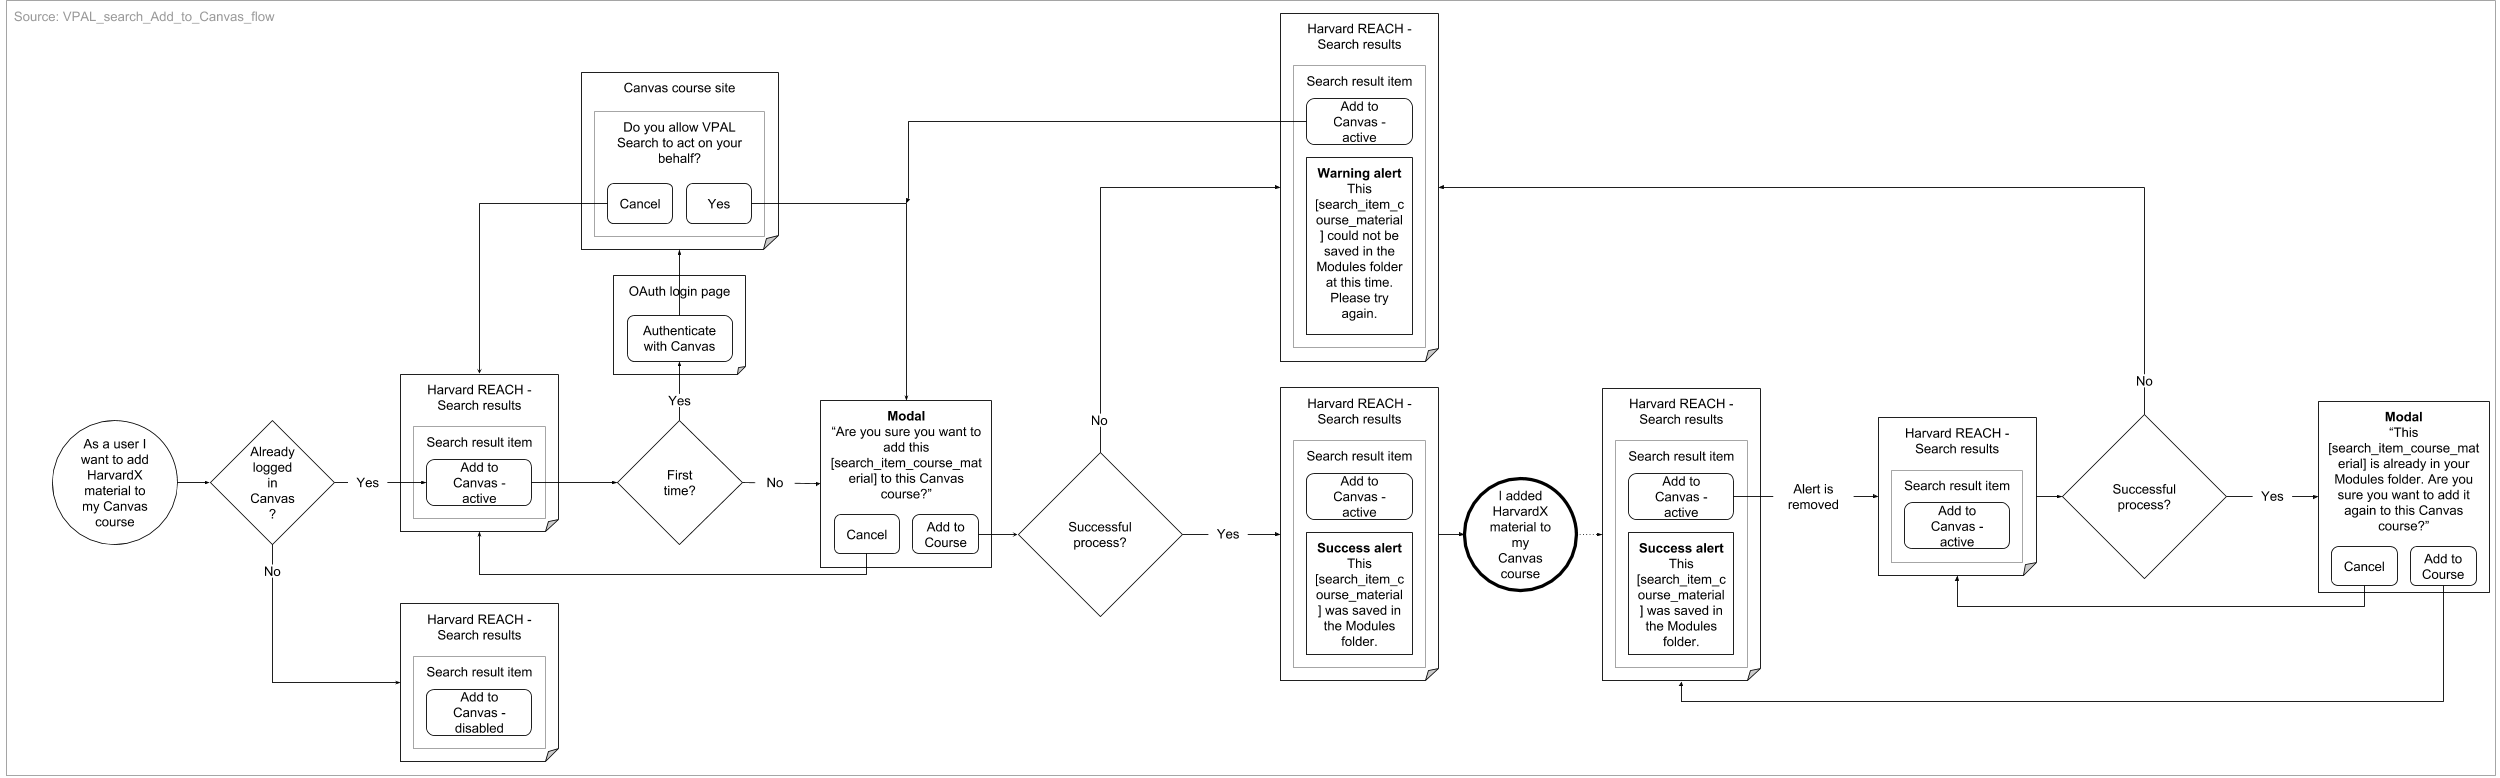 Source: VPAL_search_Add_to_Canvas_flow
As a user I
want to add
HarvardX
material to
my Canvas
course
Already
logged
in
Canvas
?
Yes
No
Harvard REACH -
Search results
Search result item
Add to
Canvas -
active
Harvard REACH -
Search results
Search result item
Add to
Canvas -
disabled
First
time?
Yes
No
OAuth login page
Authenticate
with Canvas
Canvas course site
Do you allow VPAL
Search to act on your
behalf?
Cancel
Yes
Modal
“Are you sure you want to
add this
[search_item_course_mat
erial] to this Canvas
course?”
Cancel
Add to
Course
Successful
process?
No
Yes
Harvard REACH -
Search results
Search result item
Add to
Canvas -
active
Warning alert
This
[search_item_c
ourse_material
] could not be
saved in the
Modules folder
at this time.
Please try
again.
Harvard REACH -
Search results
Search result item
Add to
Canvas -
active
Success alert
This
[search_item_c
ourse_material
] was saved in
the Modules
folder.
I added
HarvardX
material to
my
Canvas
course
Harvard REACH -
Search results
Search result item
Add to
Canvas -
active
Success alert
This
[search_item_c
ourse_material
] was saved in
the Modules
folder.
Alert is
removed
Harvard REACH -
Search results
Search result item
Add to
Canvas -
active
Successful
process?
No
Yes
Modal
“This
[search_item_course_mat
erial] is already in your
Modules folder. Are you
sure you want to add it
again to this Canvas
course?”
Cancel
Add to
Course